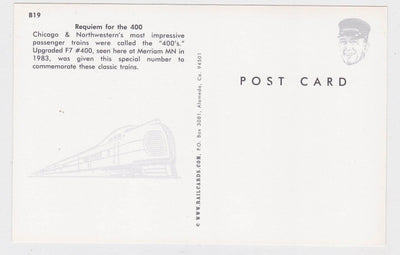 B19
Requiem for the 400
Chicago & Northwestern's most impressive
passenger trains were called the "400's."
Upgraded F7 #400, seen here at Merriam MN in
1983, was given this special number to
commemorate these classic trains.
© WWW.RAILCARDS.COM, P.O. Box 3081, Alameda, Ca. 94501
POST CARD